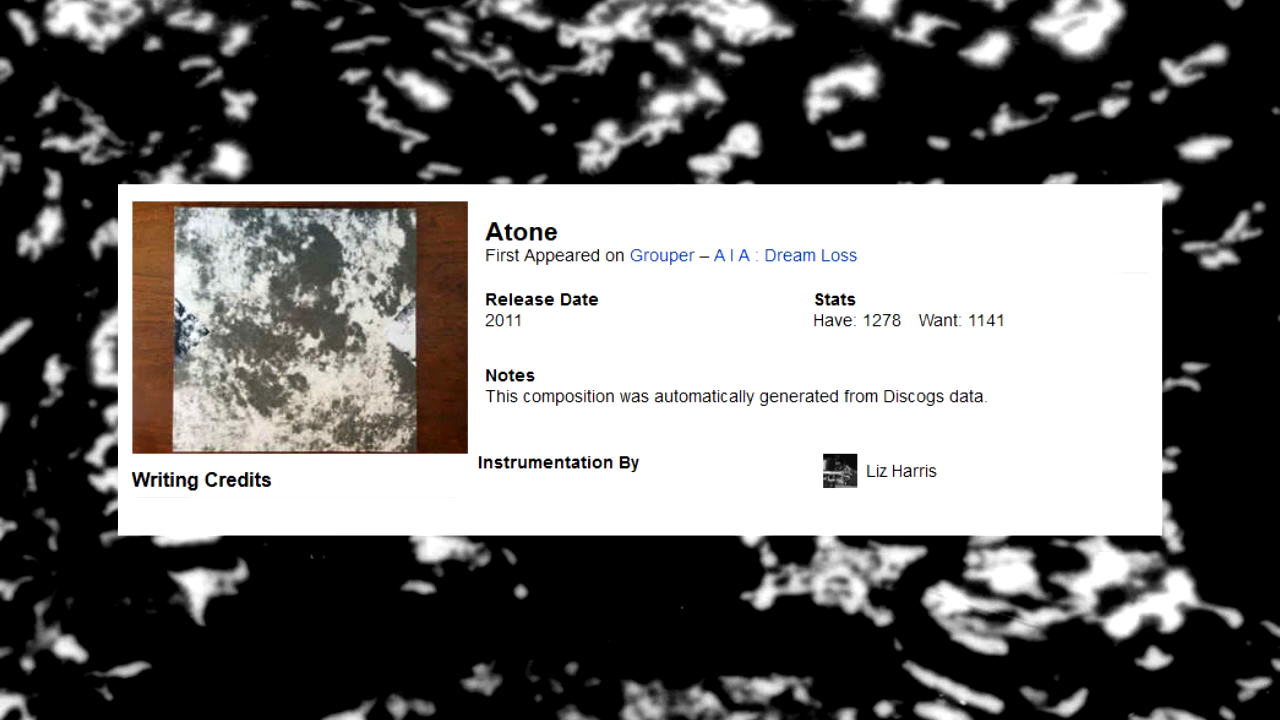 Atone
First Appeared on Grouper – A I A : Dream Loss
Release Date
2011
Stats
Have: 1278 Want: 1141
Notes
This composition was automatically generated from Discogs data.
Writing Credits
Instrumentation By
Liz Harris